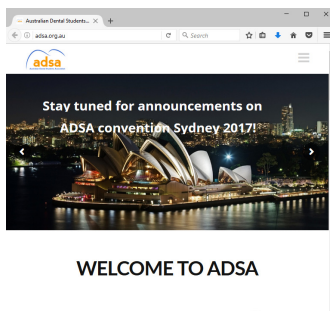 Australian Dental Students...
adsa.org.au
Search
adsa
Stay tuned for announcements on
ADSA convention Sydney 2017!
WELCOME TO ADSA